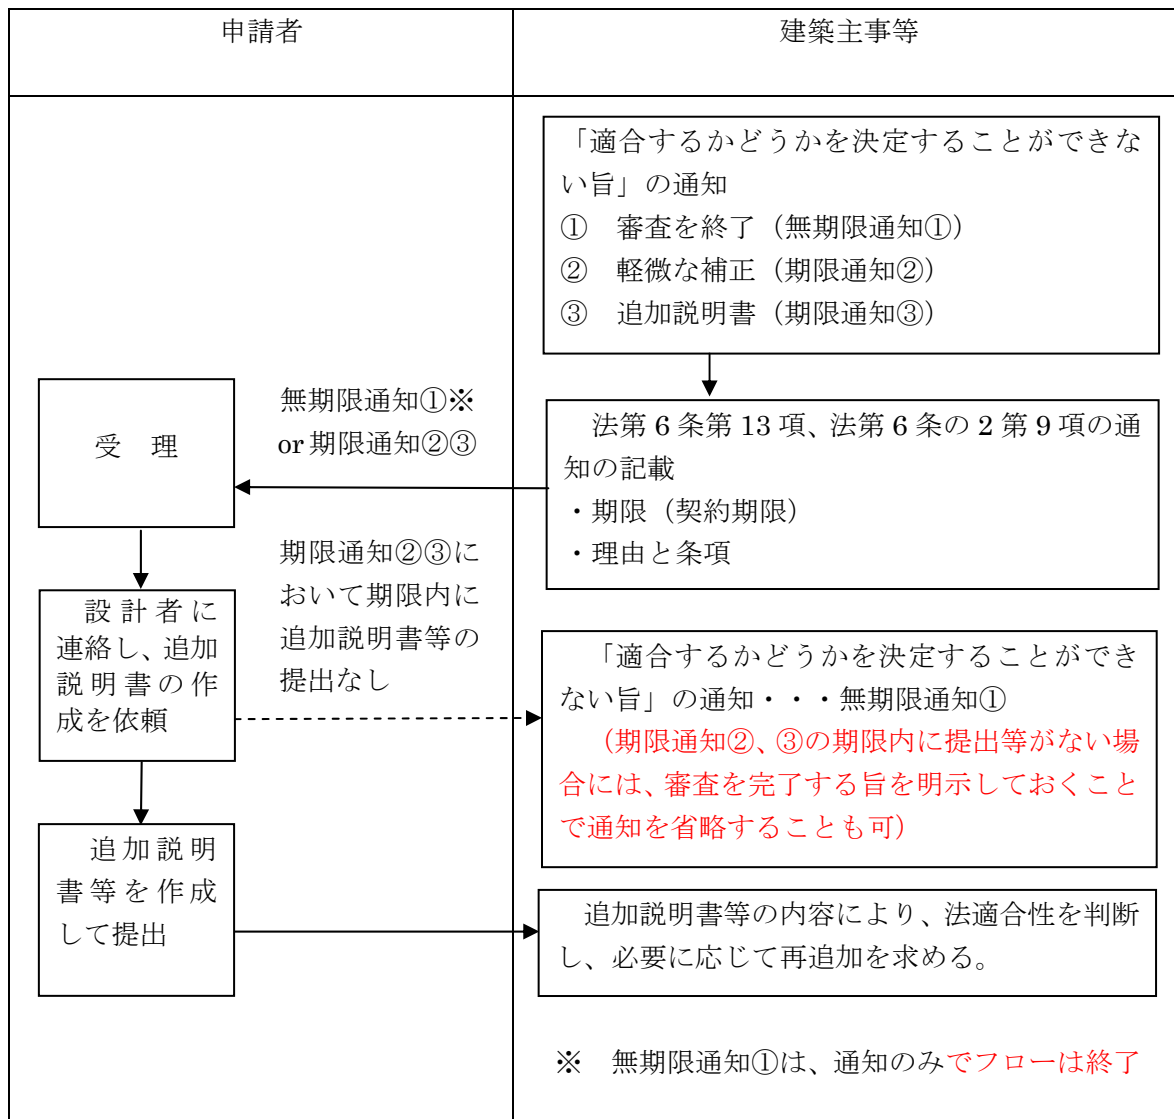 申請者
建築主事等
「適合するかどうかを決定することができな
い旨」の通知
① 審査を終了（無期限通知①）
② 軽微な補正（期限通知②）
③ 追加説明書（期限通知③）
無期限通知①※
or 期限通知②③
受 理
法第 6 条第 13 項、法第 6 条の 2 第 9 項の通
知の記載
・期限（契約期限）
・理由と条項
期限通知②③に
おいて期限内に
追加説明書等の
提出なし
設計者に
連絡し、追加
説明書の作
成を依頼
「適合するかどうかを決定することができ
ない旨」の通知・・・無期限通知①
（期限通知②、③の期限内に提出等がない場
合には、審査を完了する旨を明示しておくこと
で通知を省略することも可）
追加説明
書等を作成
して提出
追加説明書等の内容により、法適合性を判断
し、必要に応じて再追加を求める。
※ 無期限通知①は、通知のみでフローは終了